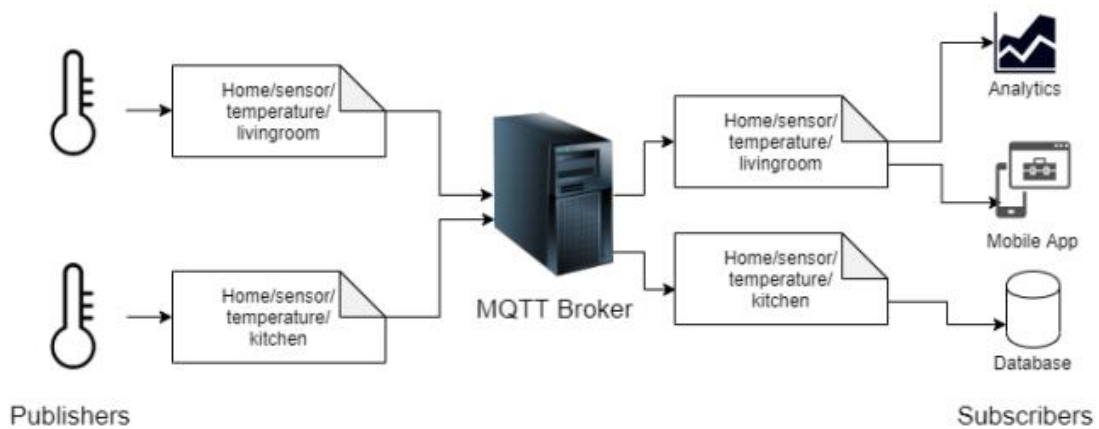 Home/sensor/
temperature/
livingroom
Home/sensor/
temperature/
kitchen
Publishers
MQTT Broker
Home/sensor/
temperature/
livingroom
Home/sensor/
temperature/
kitchen
Analytics
Mobile App
Database
Subscribers